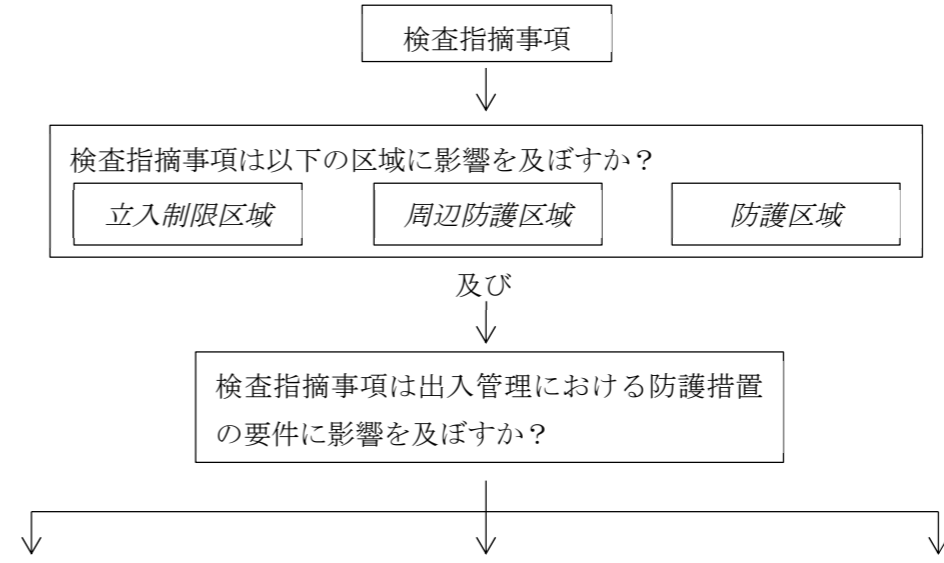 検査指摘事項
検査指摘事項は以下の区域に影響を及ぼすか？
立入制限区域
周辺防護区域
防護区域
及び
検査指摘事項は出入管理における防護措置
の要件に影響を及ぼすか？